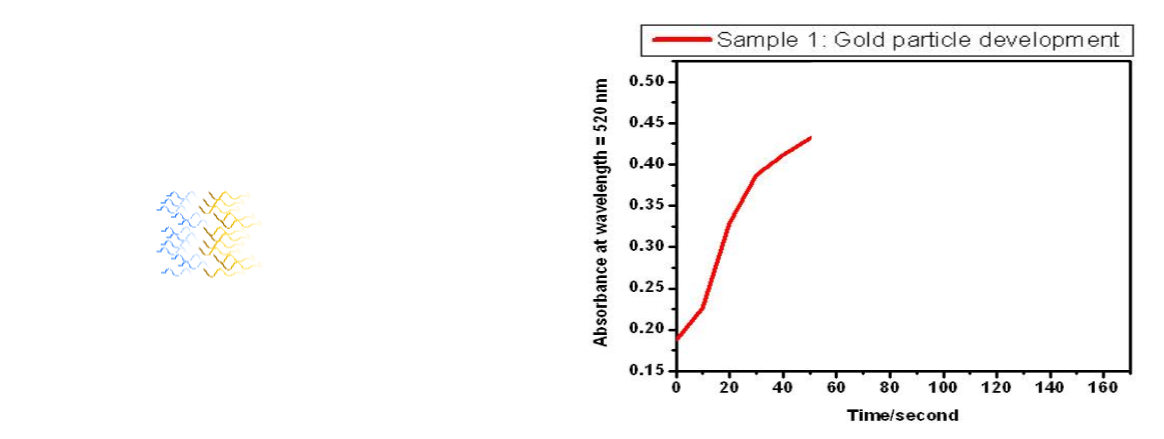 Sample 1: Gold particle development
Absorbance at wavelength = 520 nm
0.50
0.45
0.40
0.35
0.30
0.25
0.20
0.15
0 20 40 60 80 100 120 140 160
Time/second